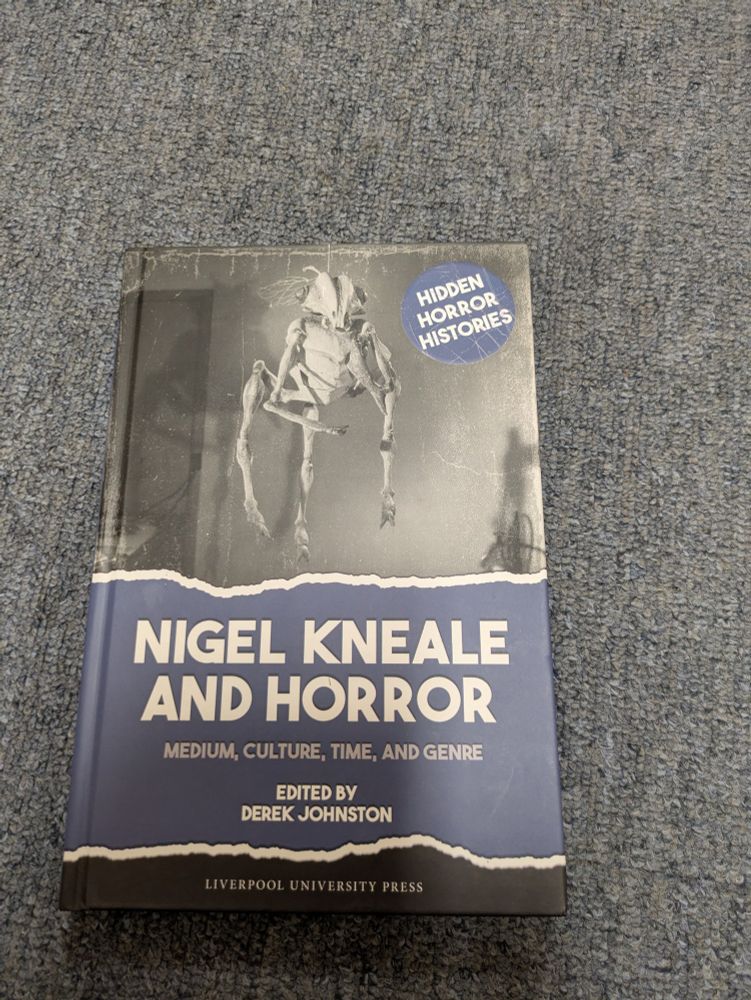 HIDDEN
HORROR
HISTORIES
NIGEL KNEALE
AND HORROR
MEDIUM, CULTURE, TIME, AND GENRE
EDITED BY
DEREK JOHNSTON
LIVERPOOL UNIVERSITY PRESS